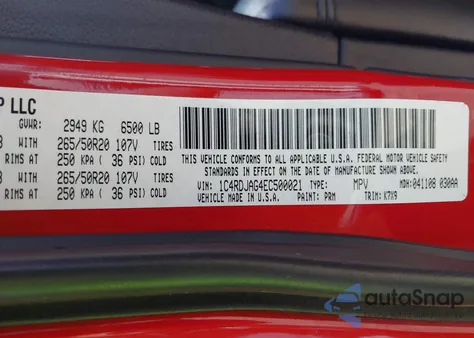 P LLC
GVWR: 2949 KG 6500 LB
WITH 265/50R20 107V TIRES
RIMS AT 250 KPA ( 36 PSI) COLD
WITH 265/50R20 107V TIRES
RIMS AT 250 KPA ( 36 PSI) COLD
THIS VEHICLE CONFORMS TO ALL APPLICABLE U.S.A. FEDERAL MOTOR VEHICLE SAFETY
STANDARDS IN EFFECT ON THE DATE OF MANUFACTURE SHOWN ABOVE.
VIN: 1C4RDJAG4EC500021 TYPE: MPV MDH: 041108 030AA
VEHICLE MADE IN U.S.A. PAINT: PRM TRIM: K7X9
autoSnap